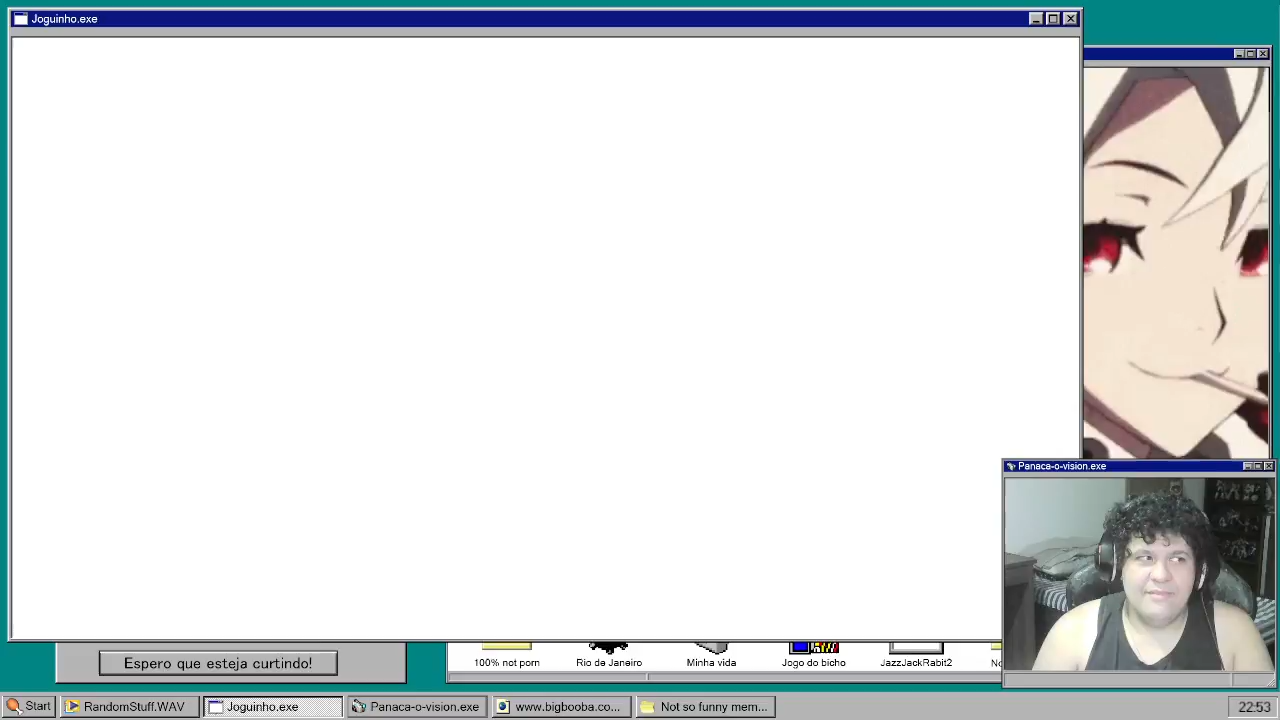 Joguinho.exe
Panaca-o-vision.exe
Espero que esteja curtindo!
100% not porn
Rio de Janeiro
Minha vida
Jogo do bicho
JazzJackRabit2
Start
RandomStuff.WAV
Joguinho.exe
Panaca-o-vision.exe
www.bigbooba.co...
Not so funny mem...
22:53